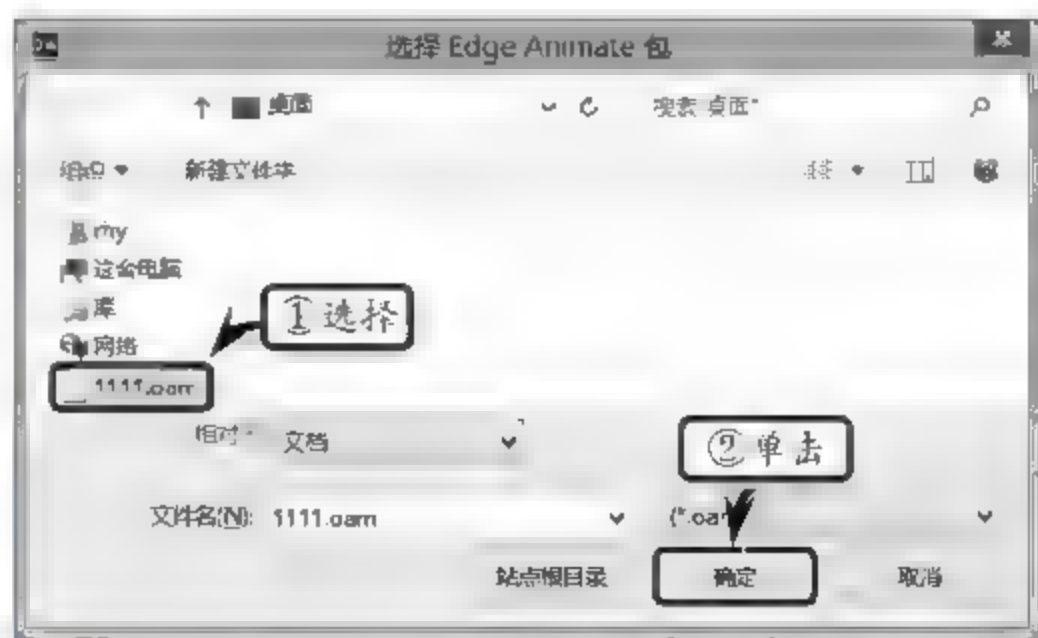 选择 Edge Animate 包
桌面
搜索"桌面"
组织
新建文件夹
my
这台电脑
库
①选择
网络
1111.oam
相对
文档
②单击
文件名(N): 1111.oam
站点根目录
确定
取消